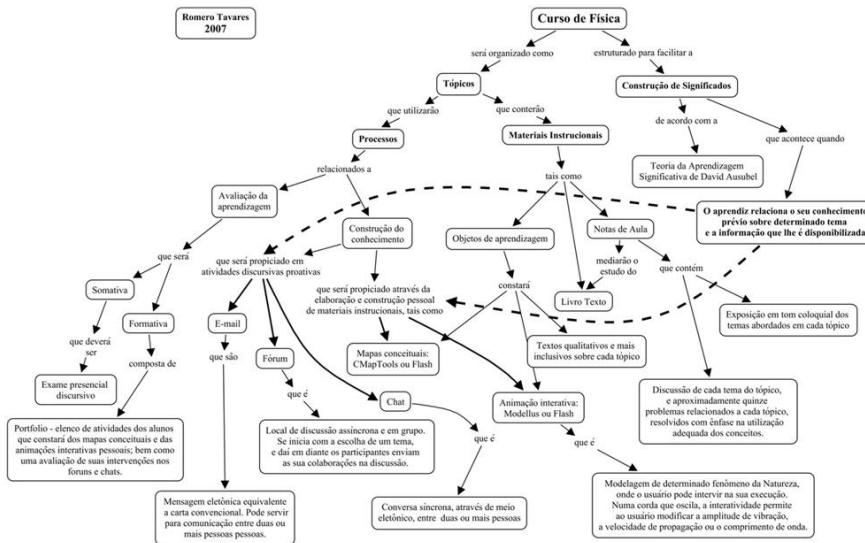 Romero Tavares
2007
Curso de Física
será organizado como
estruturado para facilitar a
Tópicos
Construção de Significados
que utilizarão
que conterão
de acordo com a
que acontece quando
Processos
Materiais Instrucionais
relacionados a
tais como
Teoria da Aprendizagem
Significativa de David Ausubel
Avaliação da
aprendizagem
O aprendiz relaciona o seu conhecimento
prévio sobre determinado tema
e a informação que lhe é disponibilizada
Construção do
conhecimento
Objetos de aprendizagem
Notas de Aula
que será
que será propiciado em
atividades discursivas proativas
mediarão o
estudo do
que contém
Somativa
que será propiciado através da
elaboração e construção pessoal
de materiais instrucionais, tais como
constará
Livro Texto
Formativa
E-mail
Exposição em tom coloquial dos
temas abordados em cada tópico
que deverá
ser
que são
Fórum
Mapas conceituais:
CMapTools ou Flash
Textos qualitativos e mais
inclusivos sobre cada tópico
composta de
Exame presencial
discursivo
que é
Chat
Animação interativa:
Modellus ou Flash
Discussão de cada tema do tópico,
e aproximadamente quinze
problemas relacionados a cada tópico,
resolvidos com ênfase na utilização
adequada dos conceitos.
Portfolio - elenco de atividades dos alunos
que constará dos mapas conceituais e das
animações interativas pessoais; bem como
uma avaliação de suas intervenções nos
foruns e chats.
Local de discussão assíncrona e em grupo.
Se inicia com a escolha de um tema,
e daí em diante os participantes enviam
as sua colaborações na discussão.
que é
que é
Mensagem eletônica equivalente
a carta convencional. Pode servir
para comunicação entre duas ou
mais pessoas pessoas.
Conversa sincrona, através de meio
eletônico, entre duas ou mais pessoas
Modelagem de determinado fenômeno da Natureza,
onde o usuário pode intervir na sua execução.
Numa corda que oscila, a interatividade permite
ao usuário modificar a amplitude de vibração,
a velocidade de propagação ou o comprimento de onda.